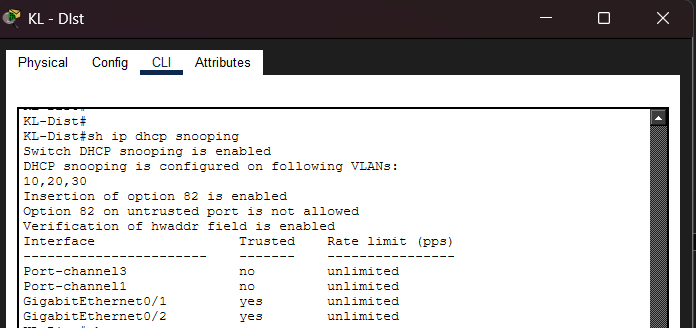 KL - DIst
Physical Config CLI Attributes
KL-Dist#
KL-Dist#sh ip dhcp snooping
Switch DHCP snooping is enabled
DHCP snooping is configured on following VLANs:
10,20,30
Insertion of option 82 is enabled
Option 82 on untrusted port is not allowed
Verification of hwaddr field is enabled
Interface Trusted Rate limit (pps)
----------------------- ------- ----------------
Port-channel3 no unlimited
Port-channel1 no unlimited
GigabitEthernet0/1 yes unlimited
GigabitEthernet0/2 yes unlimited